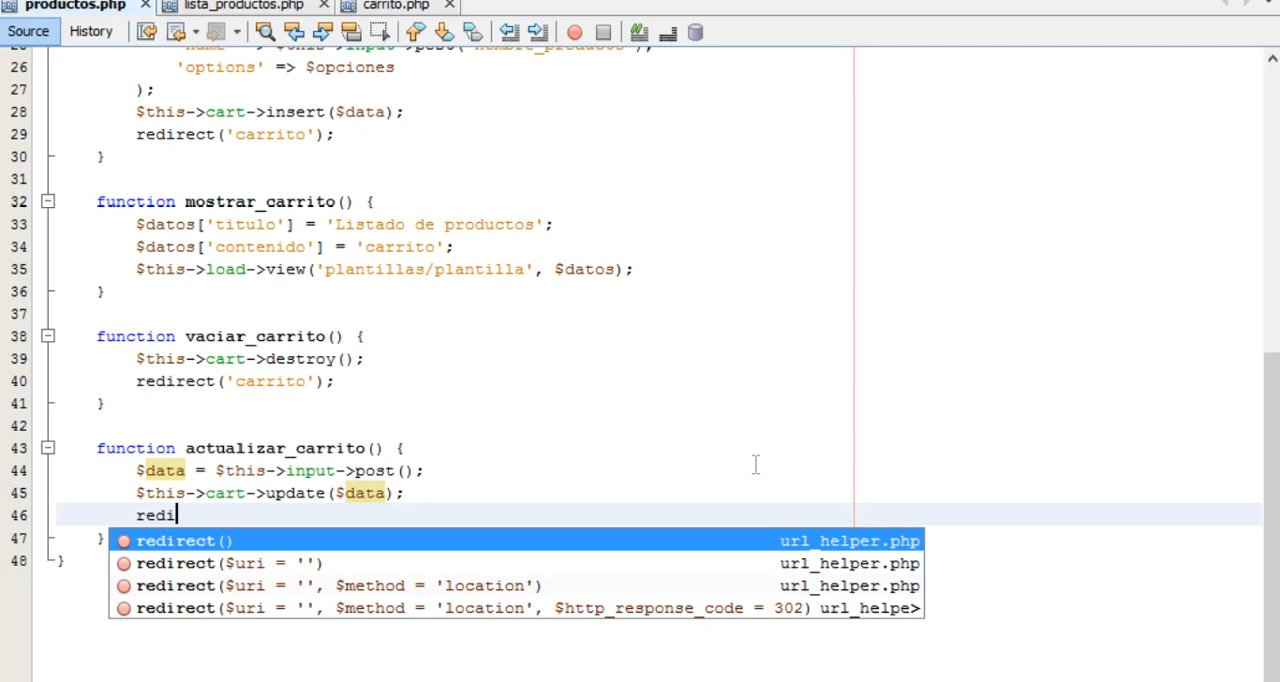 productos.php lista_productos.php carrito.php
Source History
26 'options' => $opciones
27 );
28 $this->cart->insert($data);
29 redirect('carrito');
30 }
31
32 function mostrar_carrito() {
33 $datos['titulo'] = 'Listado de productos';
34 $datos['contenido'] = 'carrito';
35 $this->load->view('plantillas/plantilla', $datos);
36 }
37
38 function vaciar_carrito() {
39 $this->cart->destroy();
40 redirect('carrito');
41 }
42
43 function actualizar_carrito() {
44 $data = $this->input->post();
45 $this->cart->update($data);
46 redi
47 }
redirect() url_helper.php
48 }
redirect($uri = '') url_helper.php
redirect($uri = '', $method = 'location') url_helper.php
redirect($uri = '', $method = 'location', $http_response_code = 302) url_helpe>